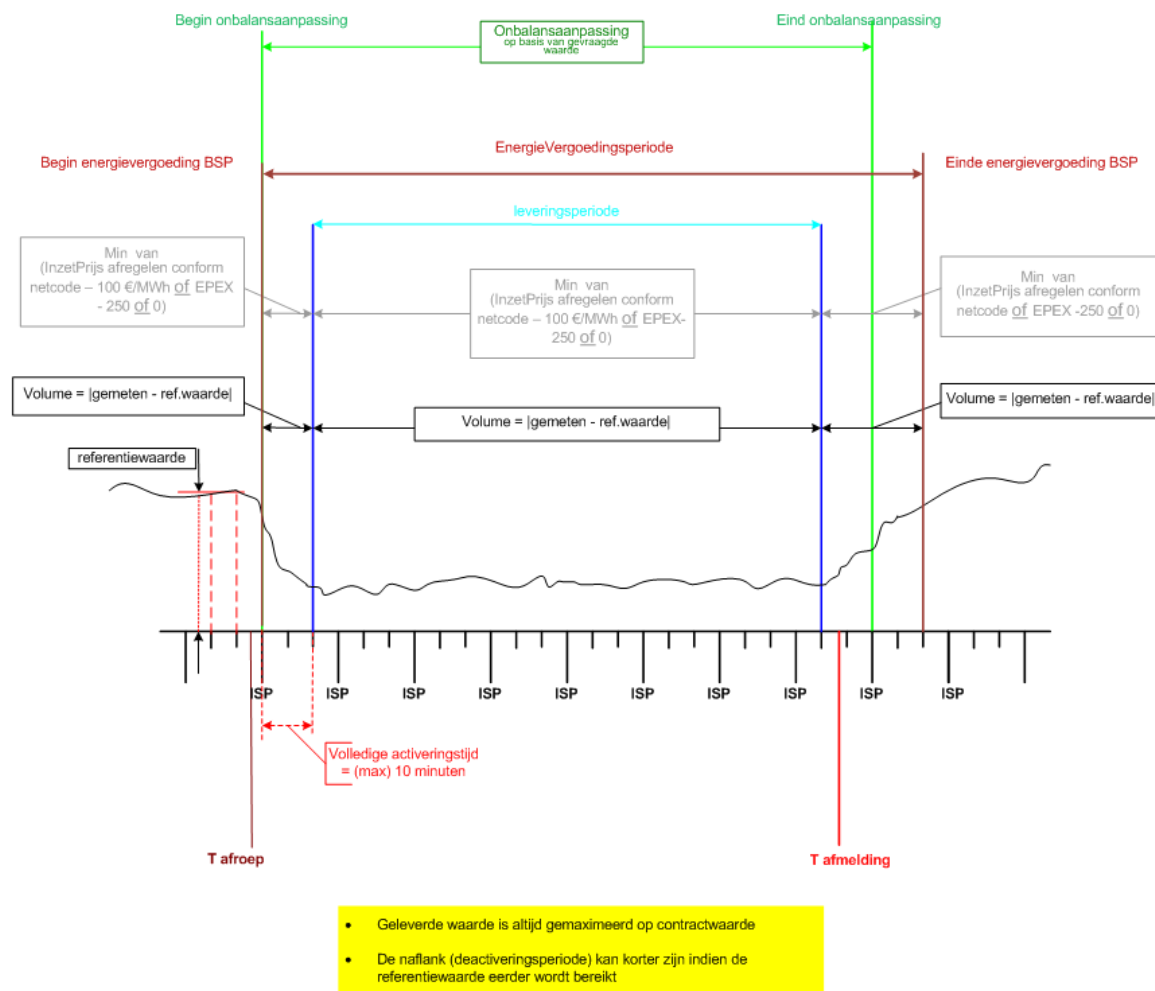 Begin onbalansaanpassing
Eind onbalansaanpassing
Onbalansaanpassing
op basis van gevraagde
waarde
EnergieVergoedingsperiode
Begin energievergoeding BSP
Einde energievergoeding BSP
leveringsperiode
Min van
(InzetPrijs afregelen conform
netcode – 100 €/MWh of EPEX
- 250 of 0)
Min van
(InzetPrijs afregelen conform
netcode – 100 €/MWh of EPEX-
250 of 0)
Min van
(InzetPrijs afregelen conform
netcode of EPEX -250 of 0)
Volume = |gemeten - ref.waarde|
Volume = |gemeten - ref.waarde|
Volume = |gemeten - ref.waarde|
referentiewaarde
ISP ISP ISP ISP ISP ISP ISP ISP ISP ISP
Volledige activeringstijd
= (max) 10 minuten
T afroep
T afmelding
• Geleverde waarde is altijd gemaximeerd op contractwaarde
• De naflank (deactiveringsperiode) kan korter zijn indien de
referentiewaarde eerder wordt bereikt